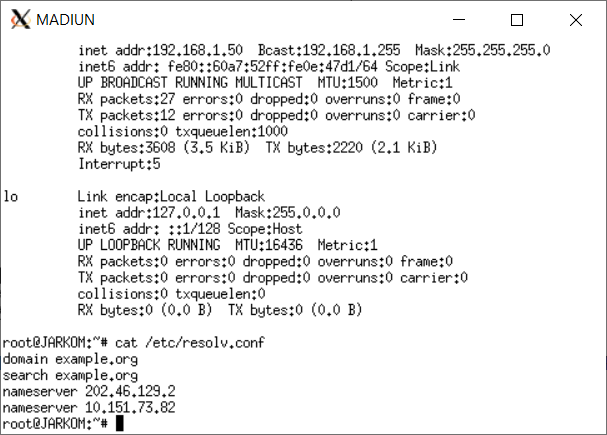 MADIUN
inet addr:192.168.1.50  Bcast:192.168.1.255  Mask:255.255.255.0
inet6 addr: fe80::60a7:52ff:fe0e:47d1/64 Scope:Link
UP BROADCAST RUNNING MULTICAST  MTU:1500  Metric:1
RX packets:27 errors:0 dropped:0 overruns:0 frame:0
TX packets:12 errors:0 dropped:0 overruns:0 carrier:0
collisions:0 txqueuelen:1000
RX bytes:3608 (3.5 KiB)  TX bytes:2220 (2.1 KiB)
Interrupt:5
lo        Link encap:Local Loopback
inet addr:127.0.0.1  Mask:255.0.0.0
inet6 addr: ::1/128 Scope:Host
UP LOOPBACK RUNNING  MTU:16436  Metric:1
RX packets:0 errors:0 dropped:0 overruns:0 frame:0
TX packets:0 errors:0 dropped:0 overruns:0 carrier:0
collisions:0 txqueuelen:0
RX bytes:0 (0.0 B)  TX bytes:0 (0.0 B)
root@JARKOM:~# cat /etc/resolv.conf
domain example.org
search example.org
nameserver 202.46.129.2
nameserver 10.151.73.82
root@JARKOM:~#